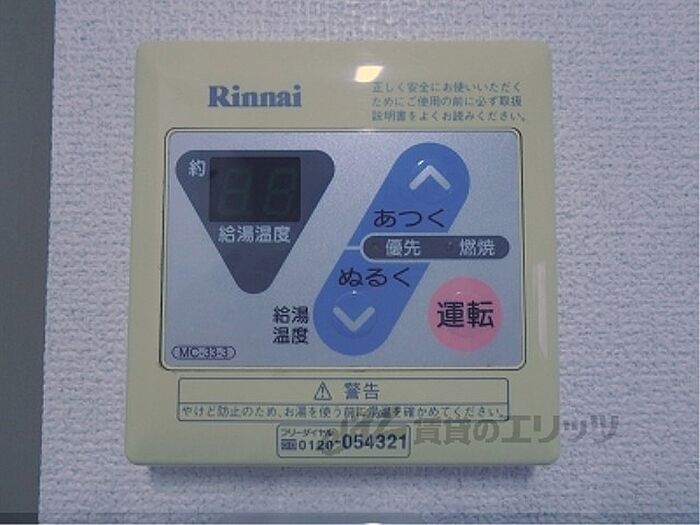 Rinnai
正しく安全にお使いいただく
ためにご使用の前に必ず取扱
説明書をよくお読みください。
約
給湯温度
あつく
優先 燃焼
ぬるく
給湯
温度
運転
MC-33-3
⚠ 警告
やけど防止のため、お湯を使う前に湯温を確かめてください。
フリーダイヤル
0120-054321
賃貸のエリッツ